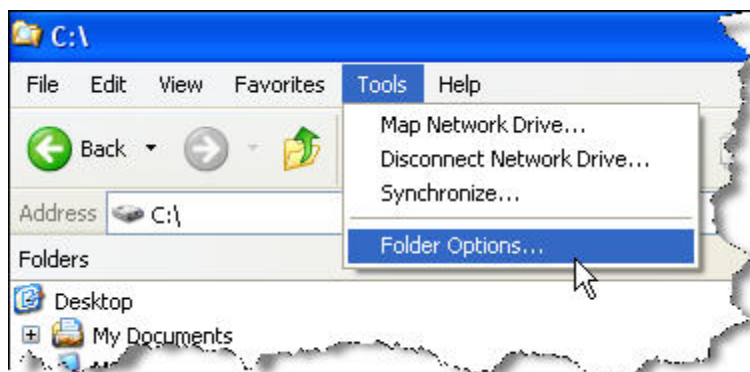 C:\
File Edit View Favorites Tools Help
Map Network Drive...
Back
Disconnect Network Drive...
Synchronize...
Address C:\
Folder Options...
Folders
Desktop
My Documents